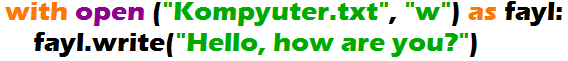 with open ("Kompyuter.txt", "w") as fayl:
    fayl.write("Hello, how are you?")